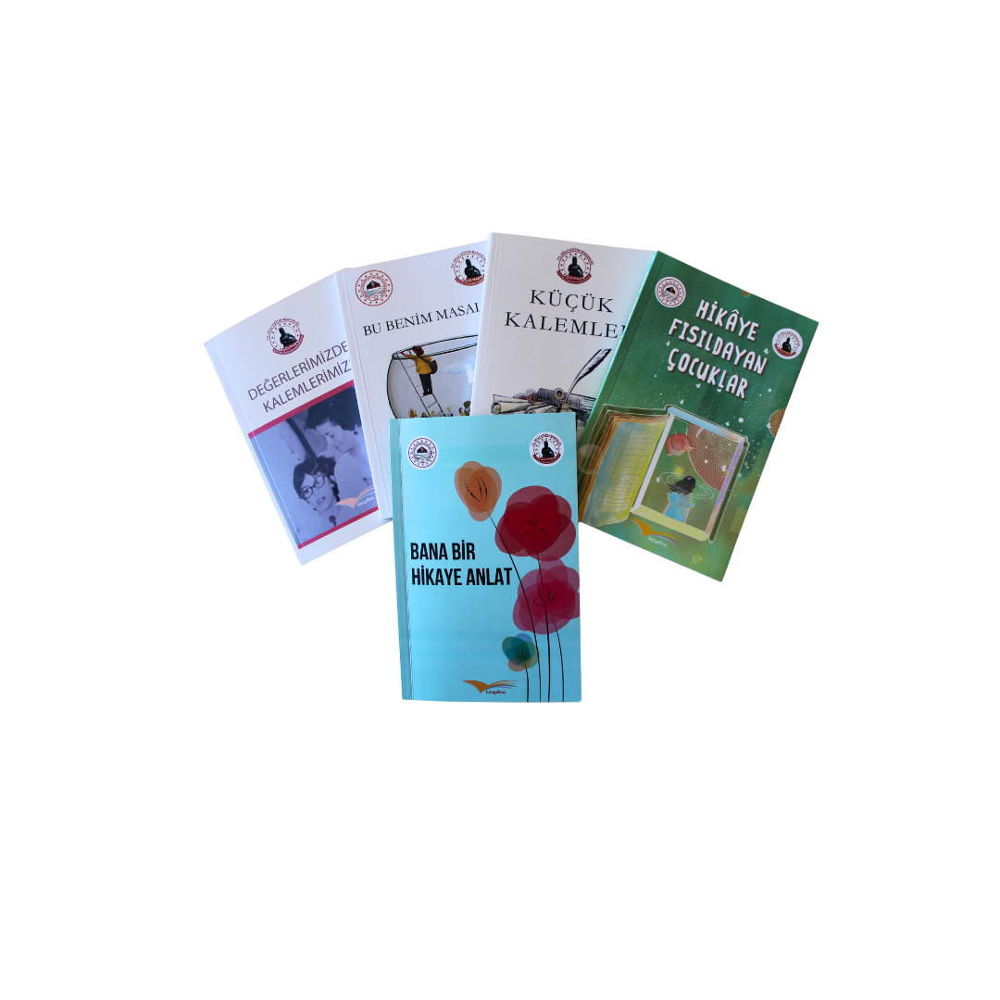 DEĞERLERİMİZDE
KALEMLERİMİZ
kitapAna
BU BENİM MASAL
KÜÇÜK
KALEMLE
HİKÂYE
FISILDAYAN
ÇOCUKLAR
BANA BİR
HİKAYE ANLAT